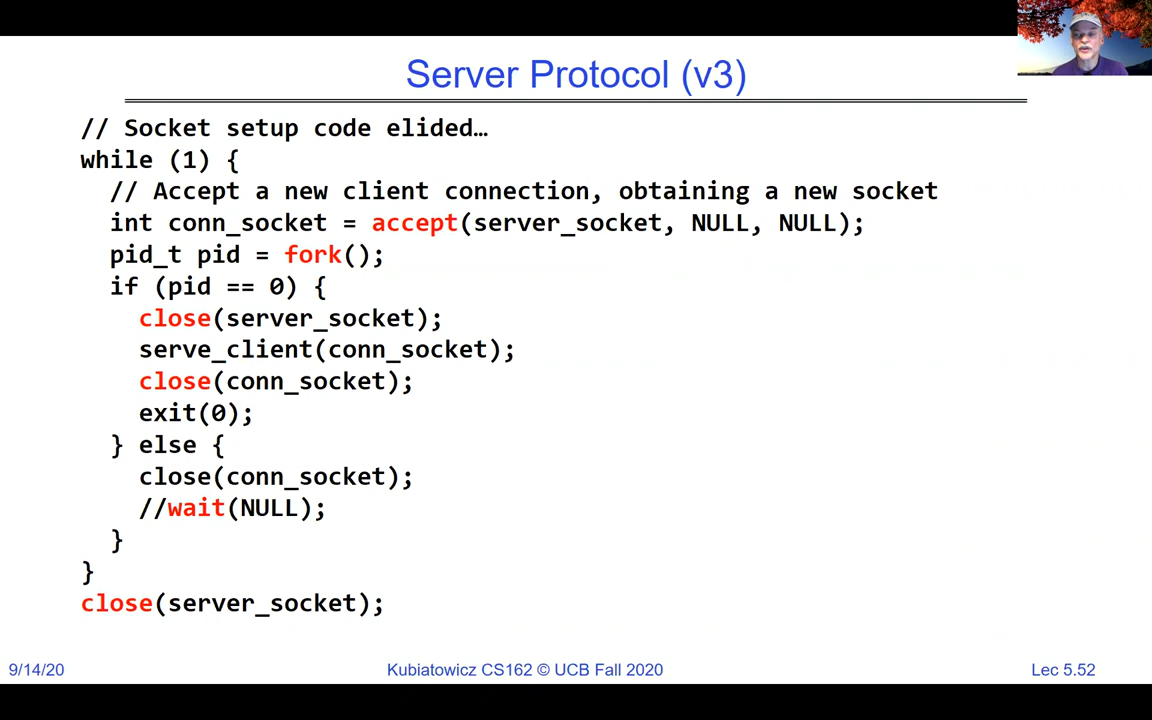 Server Protocol (v3)
// Socket setup code elided…
while (1) {
  // Accept a new client connection, obtaining a new socket
  int conn_socket = accept(server_socket, NULL, NULL);
  pid_t pid = fork();
  if (pid == 0) {
    close(server_socket);
    serve_client(conn_socket);
    close(conn_socket);
    exit(0);
  } else {
    close(conn_socket);
    //wait(NULL);
  }
}
close(server_socket);
9/14/20 Kubiatowicz CS162 © UCB Fall 2020 Lec 5.52